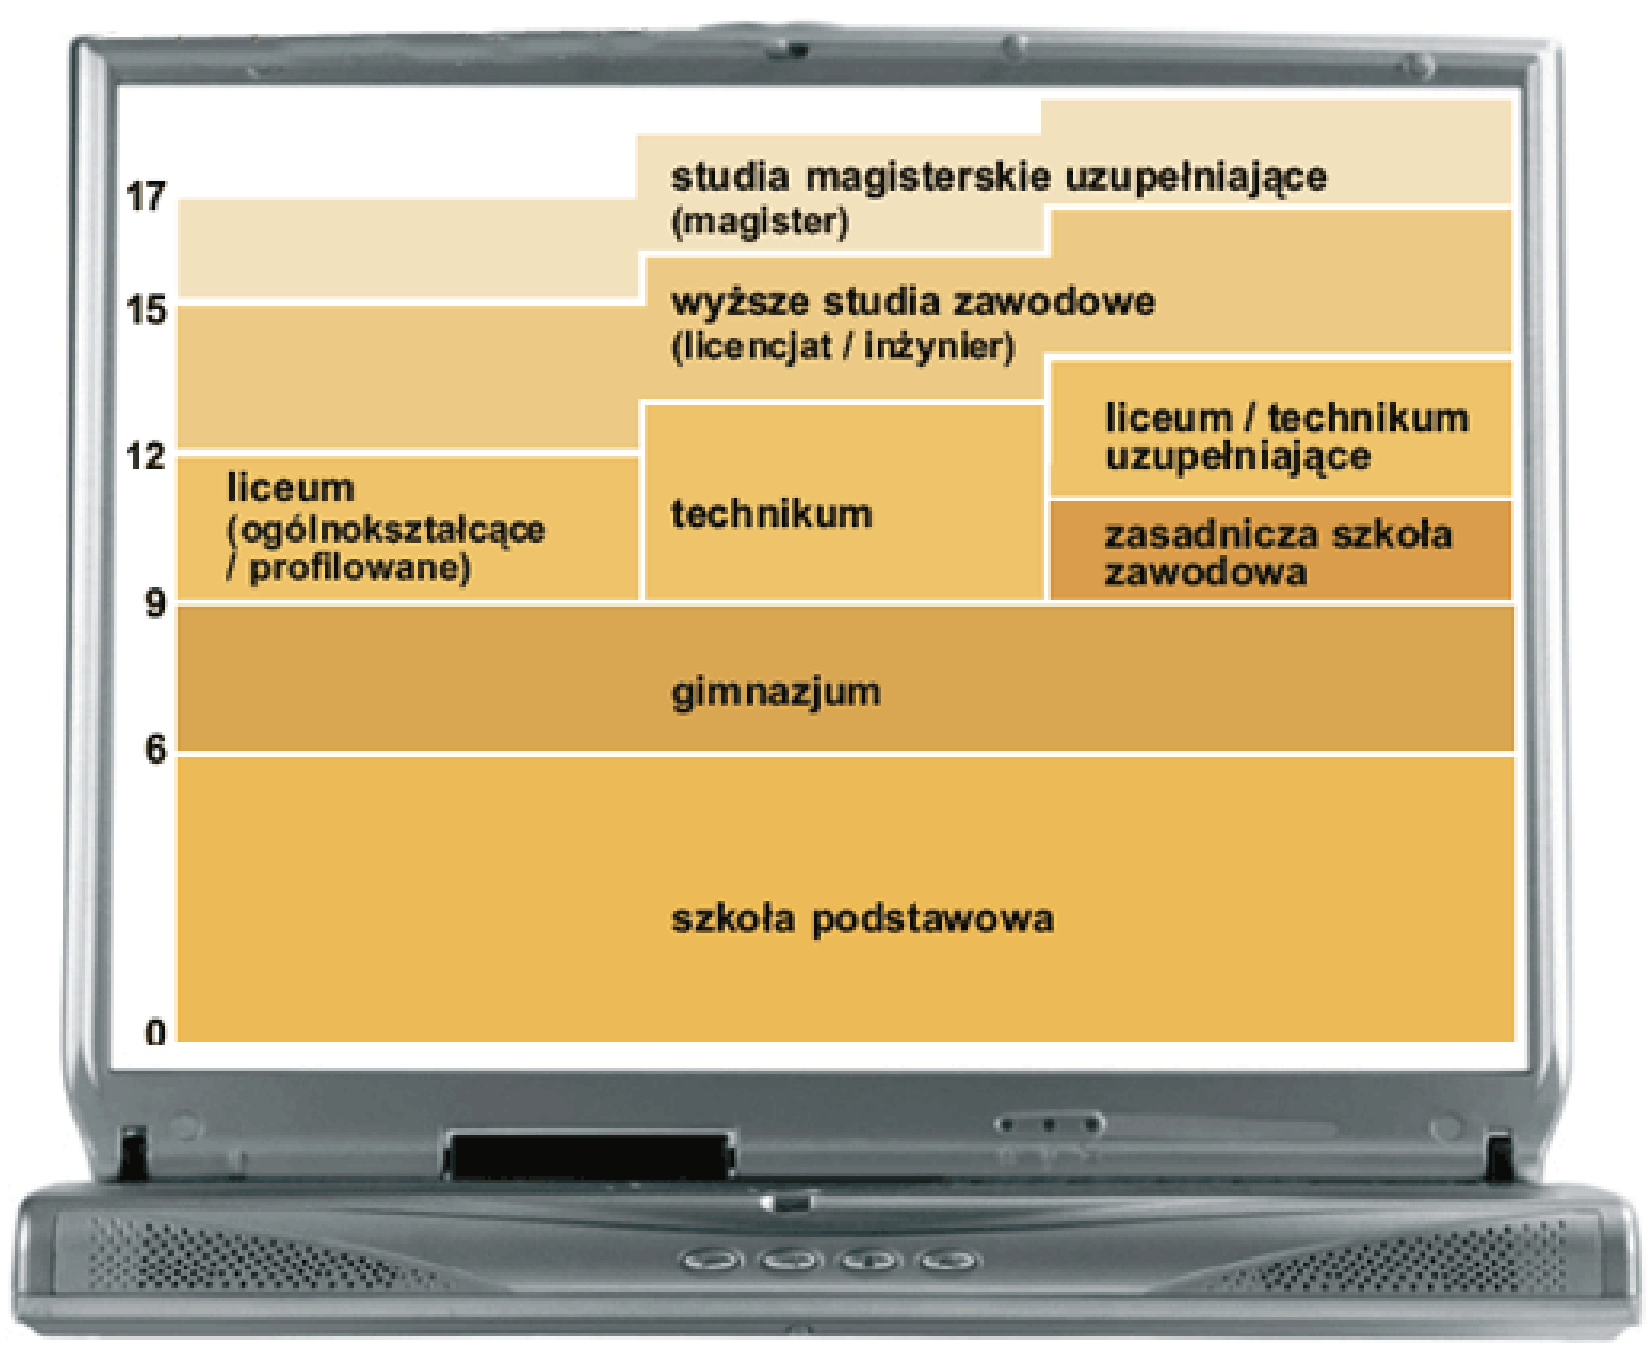 17
studia magisterskie uzupełniające
(magister)
15
wyższe studia zawodowe
(licencjat / inżynier)
12
liceum
(ogólnokształcące
/ profilowane)
technikum
liceum / technikum
uzupełniające
zasadnicza szkoła
zawodowa
9
gimnazjum
6
szkoła podstawowa
0